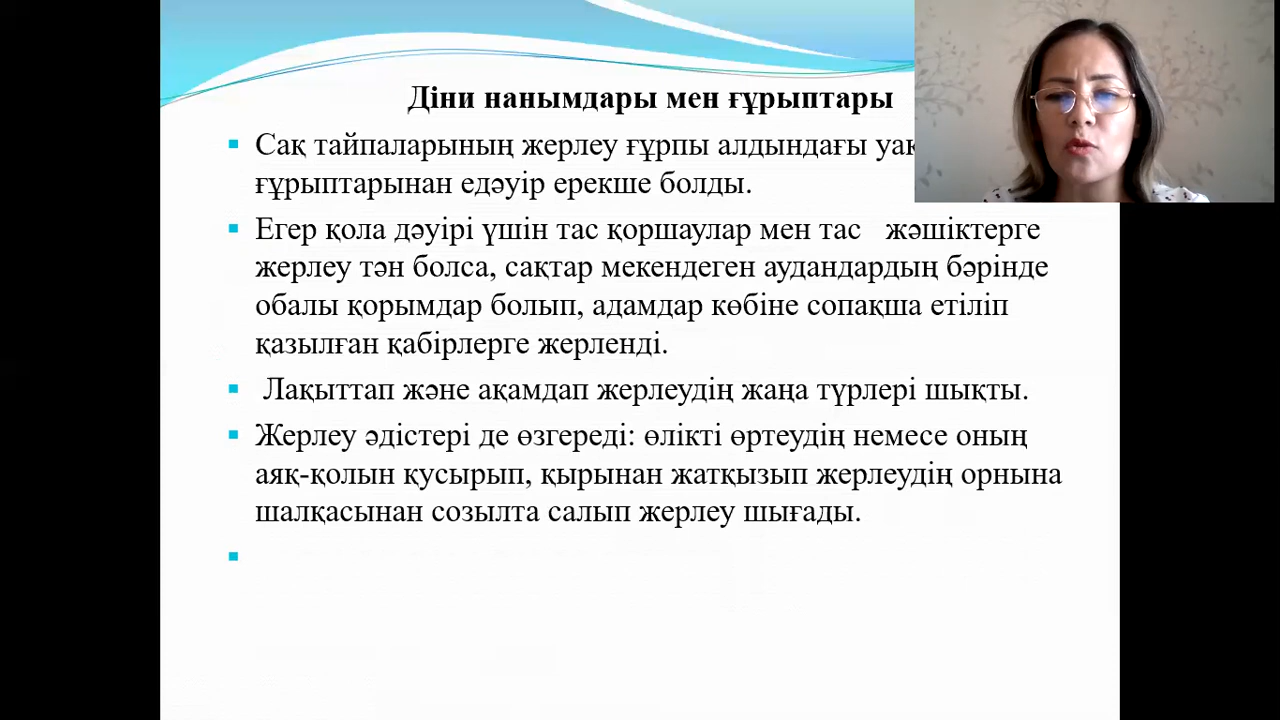 Діни нанымдары мен ғұрыптары
Сақ тайпаларының жерлеу ғұрпы алдындағы
ғұрыптарынан едәуір ерекше болды.
Егер қола дәуірі үшін тас қоршаулар мен тас жәшіктерге
жерлеу тән болса, сақтар мекендеген аудандардың бәрінде
обалы қорымдар болып, адамдар көбіне сопақша етіліп
қазылған қабірлерге жерленді.
Лақыттап және ақамдап жерлеудің жаңа түрлері шықты.
Жерлеу әдістері де өзгереді: өлікті өртеудің немесе оның
аяқ-қолын қусырып, қырынан жатқызып жерлеудің орнына
шалқасынан созылта салып жерлеу шығады.